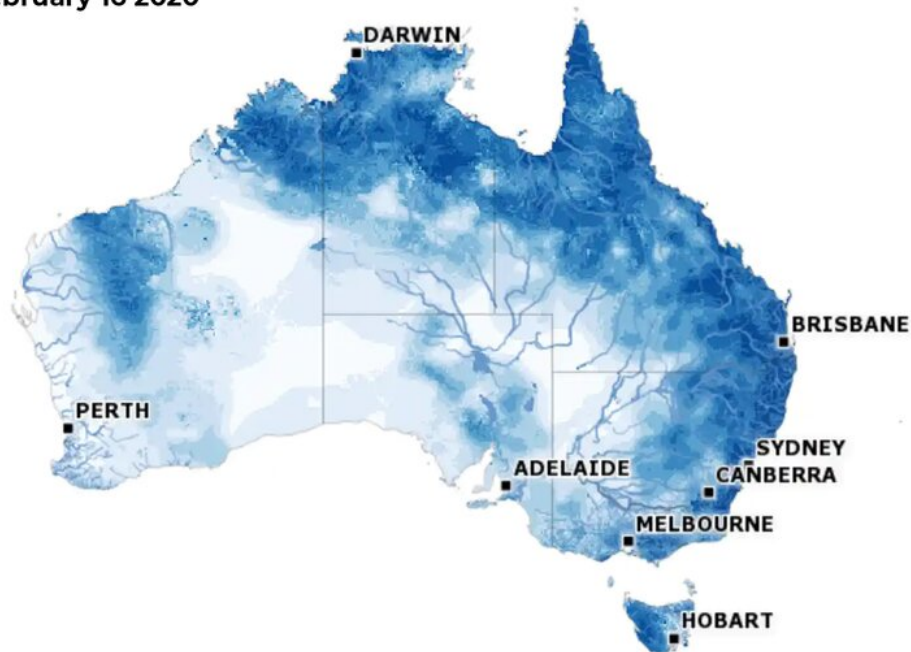 DARWIN
BRISBANE
PERTH
SYDNEY
ADELAIDE
CANBERRA
MELBOURNE
HOBART